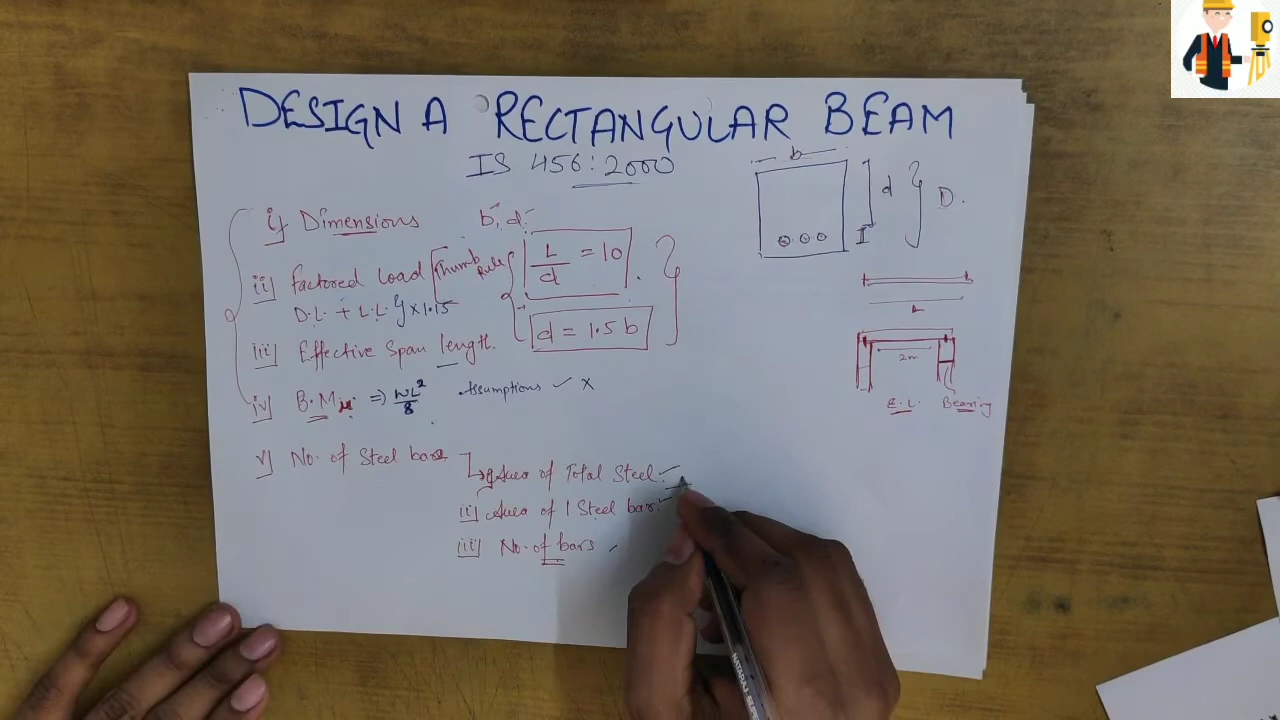 DESIGN A RECTANGULAR BEAM
IS 456:2000
b
d
D.
i) Dimensions b, d.
ii) Factored Load [Thumb Rule
L/d = 10
D.L. + L.L. } x 1.15
d = 1.5 b
iii) Effective Span length.
L
2m
E.L. Bearing
iv) B.M => WL²/8 Assumptions ✓ x
v) No. of Steel bars
i) Area of Total Steel
ii) Area of 1 Steel bar
iii) No. of bars
NATARAJ